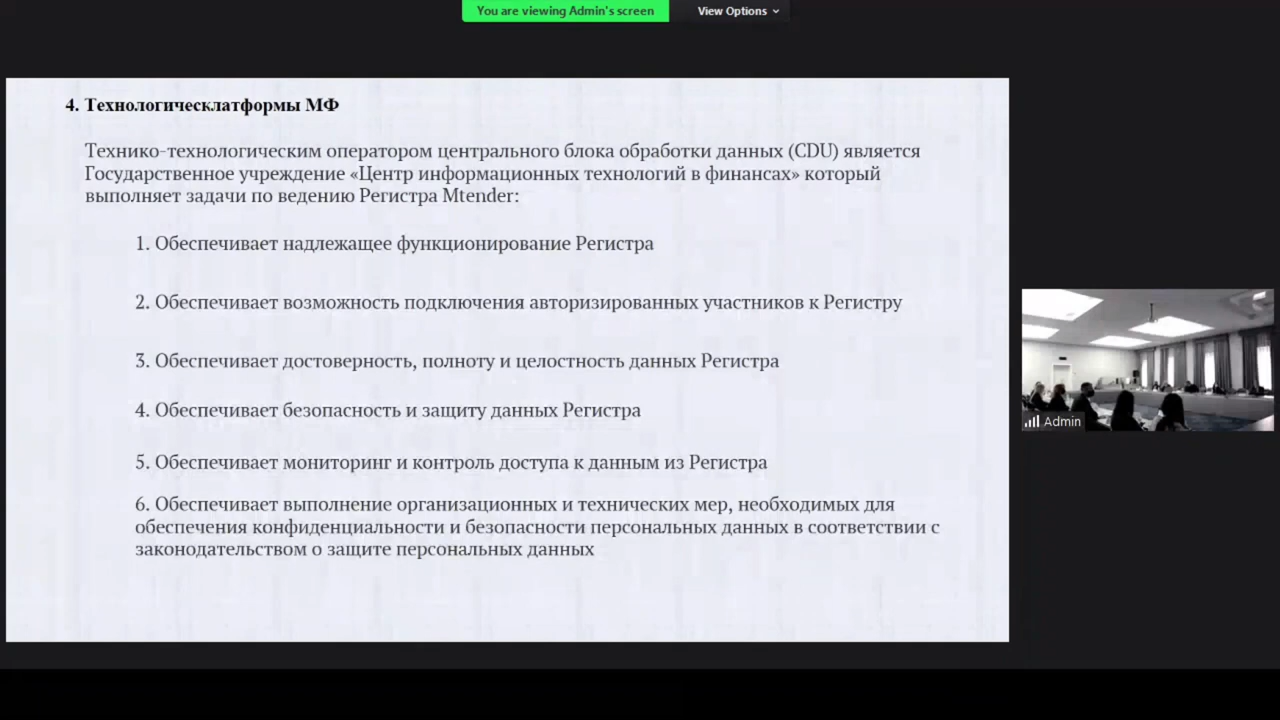 You are viewing Admin's screen
View Options
4. Технологическлатформы МФ
Технико-технологическим оператором центрального блока обработки данных (CDU) является
Государственное учреждение «Центр информационных технологий в финансах» который
выполняет задачи по ведению Регистра Mtender:
1. Обеспечивает надлежащее функционирование Регистра
2. Обеспечивает возможность подключения авторизированных участников к Регистру
3. Обеспечивает достоверность, полноту и целостность данных Регистра
4. Обеспечивает безопасность и защиту данных Регистра
5. Обеспечивает мониторинг и контроль доступа к данным из Регистра
6. Обеспечивает выполнение организационных и технических мер, необходимых для
обеспечения конфиденциальности и безопасности персональных данных в соответствии с
законодательством о защите персональных данных
Admin